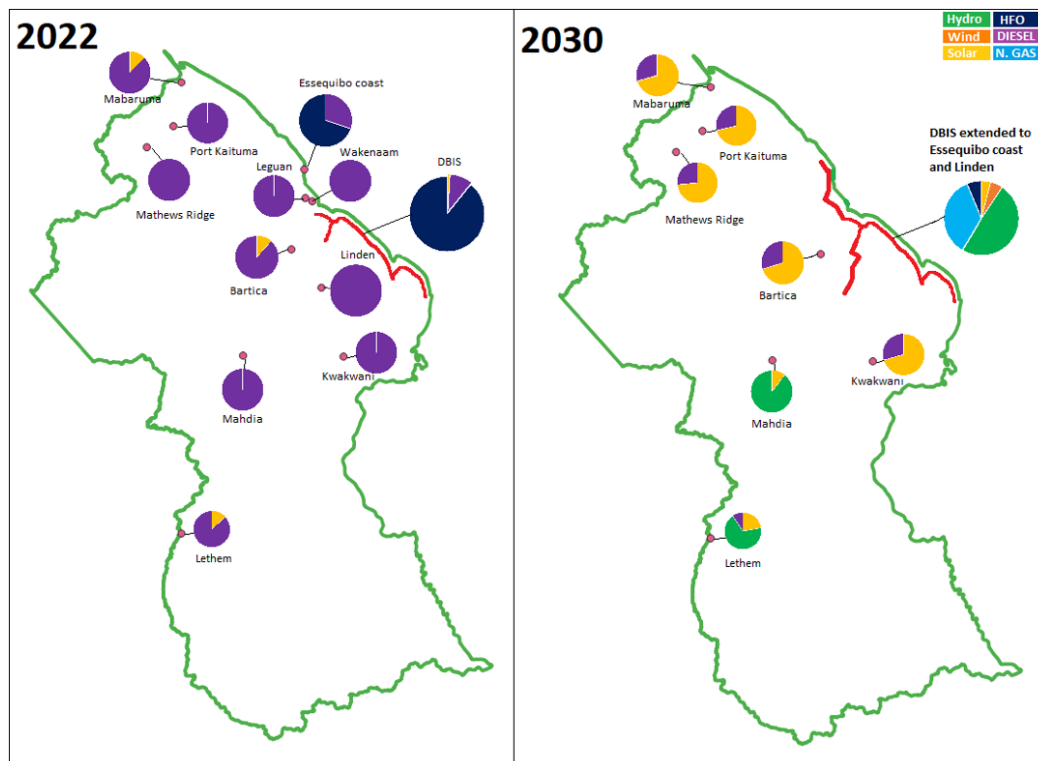 2022
Mabaruma
Port Kaituma
Mathews Ridge
Essequibo coast
Wakenaam
Leguan
DBIS
Bartica
Linden
Kwakwani
Mahdia
Lethem
2030
Hydro HFO
Wind DIESEL
Solar N. GAS
Mabaruma
Port Kaituma
Mathews Ridge
DBIS extended to
Essequibo coast
and Linden
Bartica
Kwakwani
Mahdia
Lethem